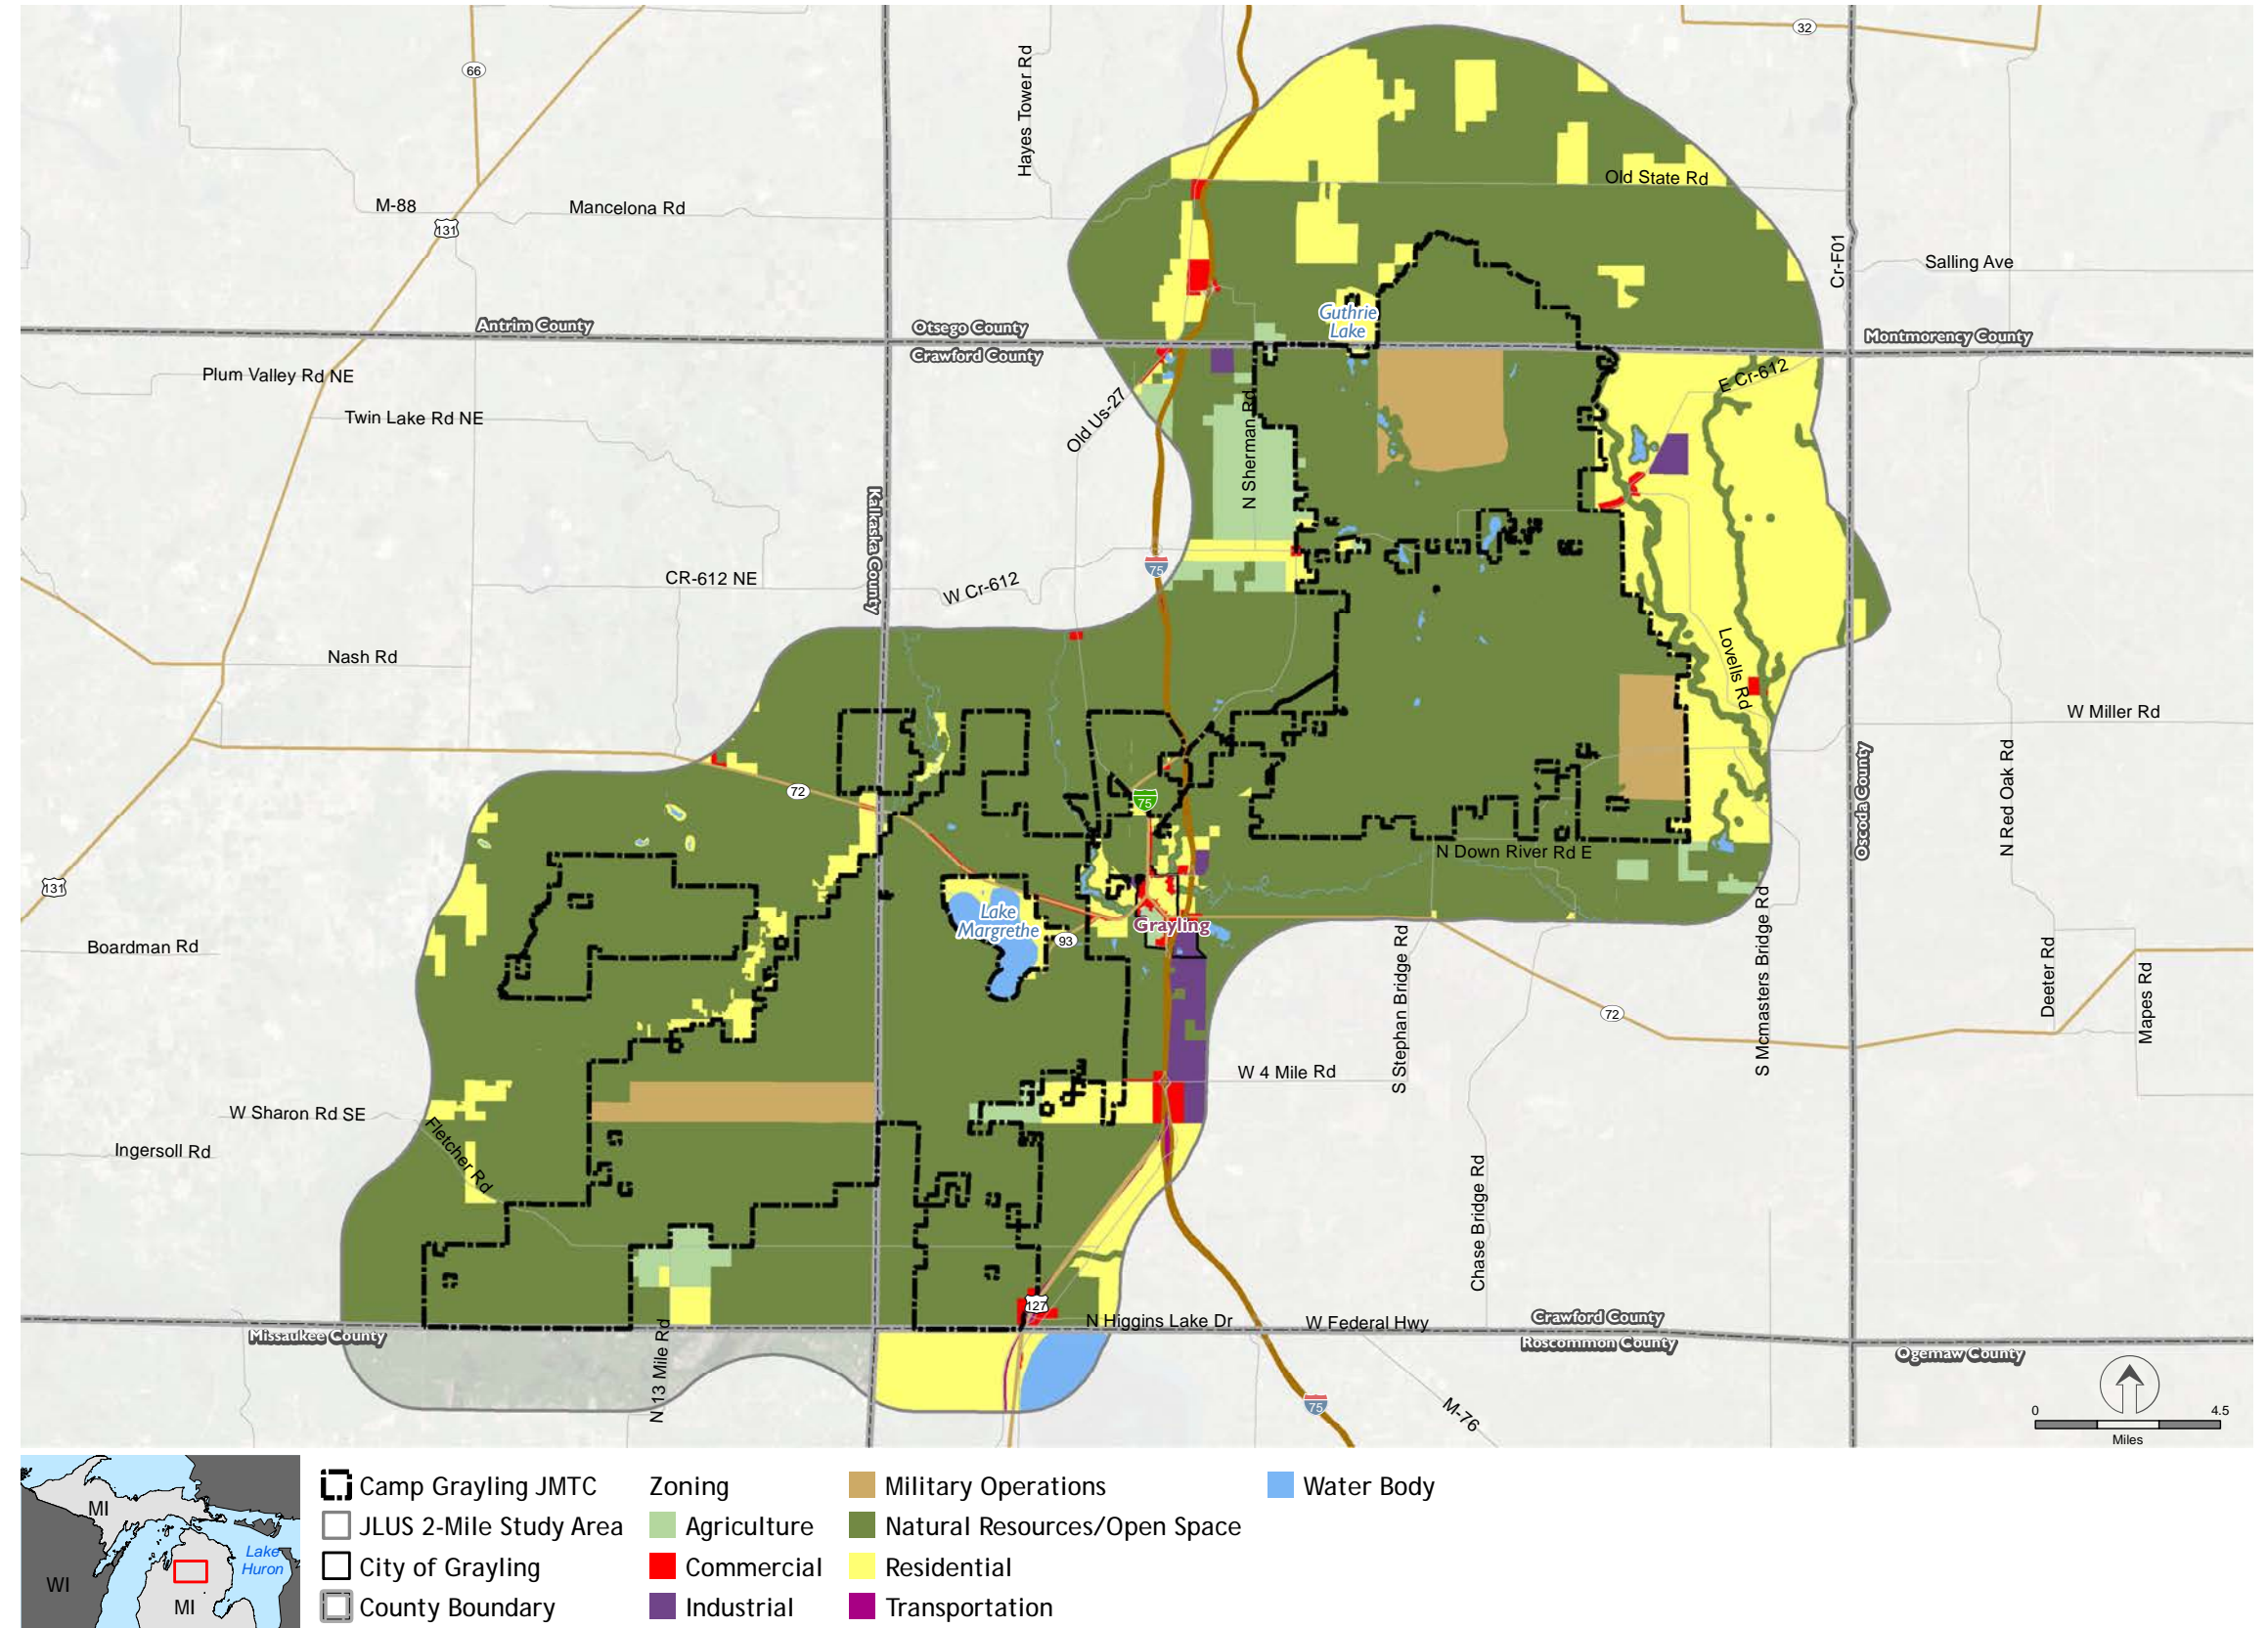 32
66
Hayes Tower Rd
Old State Rd
M-88
131
Mancelona Rd
Cr-F01
Salling Ave
Guthrie
Lake
Antrim County
Otsego County
Crawford County
Montmorency County
Plum Valley Rd NE
E Cr-612
Twin Lake Rd NE
Old Us-27
N Sherman Rd
Kalkaska County
75
CR-612 NE
W Cr-612
Nash Rd
Lovells Rd
W Miller Rd
72
75
Oscoda County
N Red Oak Rd
N Down River Rd E
131
Lake
Margrethe
93
Grayling
Boardman Rd
S Stephan Bridge Rd
S Mcmasters Bridge Rd
Deeter Rd
Mapes Rd
72
W 4 Mile Rd
W Sharon Rd SE
Fletcher Rd
Ingersoll Rd
Chase Bridge Rd
127
N Higgins Lake Dr
W Federal Hwy
Crawford County
Roscommon County
Missaukee County
Ogemaw County
N 13 Mile Rd
M-76
75
0
4.5
Miles
MI
Lake
Huron
WI
MI
Camp Grayling JMTC
JLUS 2-Mile Study Area
City of Grayling
County Boundary
Zoning
Agriculture
Commercial
Industrial
Military Operations
Natural Resources/Open Space
Residential
Transportation
Water Body